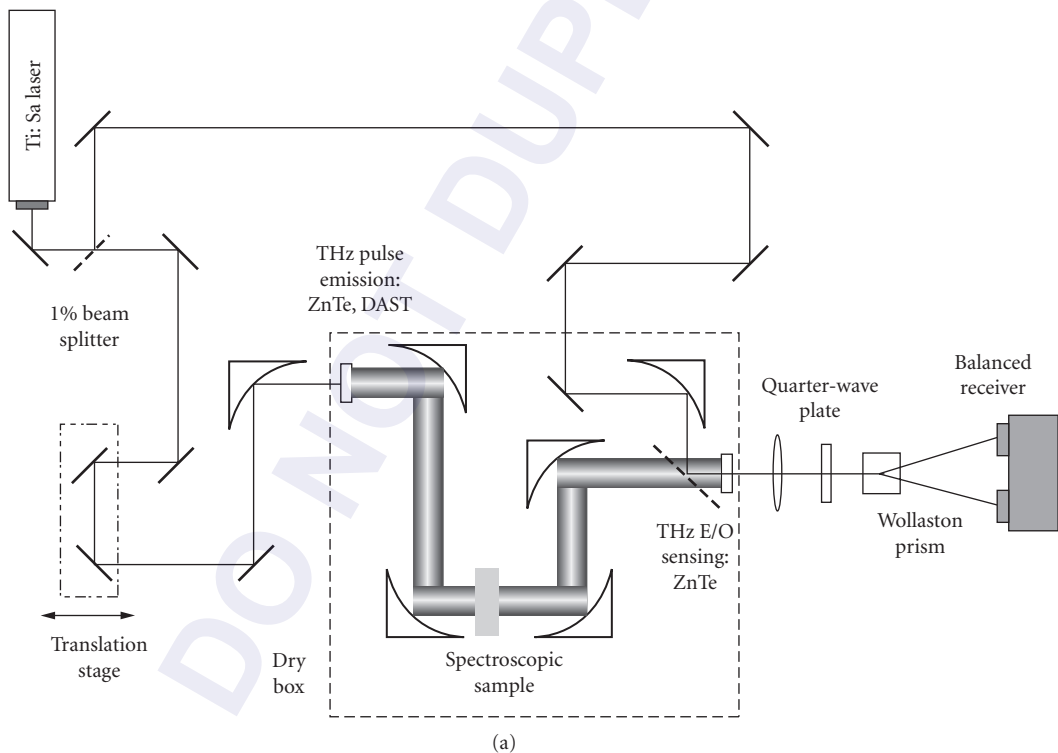 Ti: Sa laser
1% beam
splitter
THz pulse
emission:
ZnTe, DAST
Translation
stage
Dry
box
Spectroscopic
sample
THz E/O
sensing:
ZnTe
Quarter-wave
plate
Wollaston
prism
Balanced
receiver
(a)
DO NOT DUPL